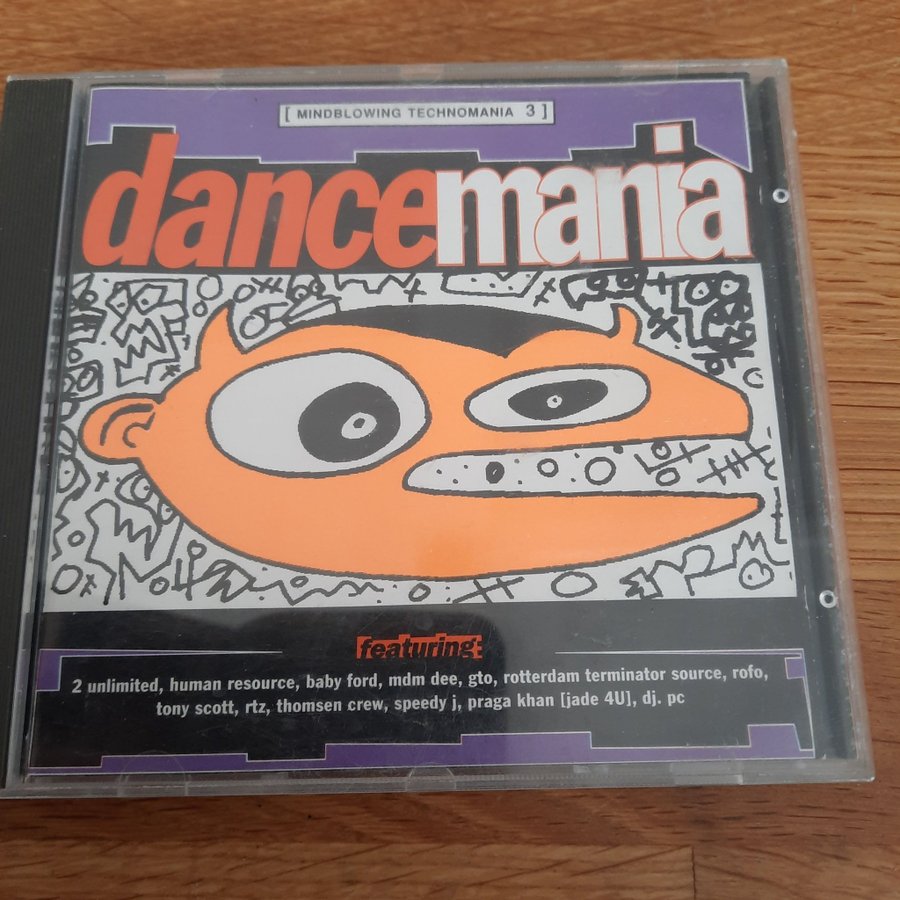 [ MINDBLOWING TECHNOMANIA 3 ]
dancemania
featuring:
2 unlimited, human resource, baby ford, mdm dee, gto, rotterdam terminator source, rofo,
tony scott, rtz, thomsen crew, speedy j, praga khan [jade 4U], dj. pc